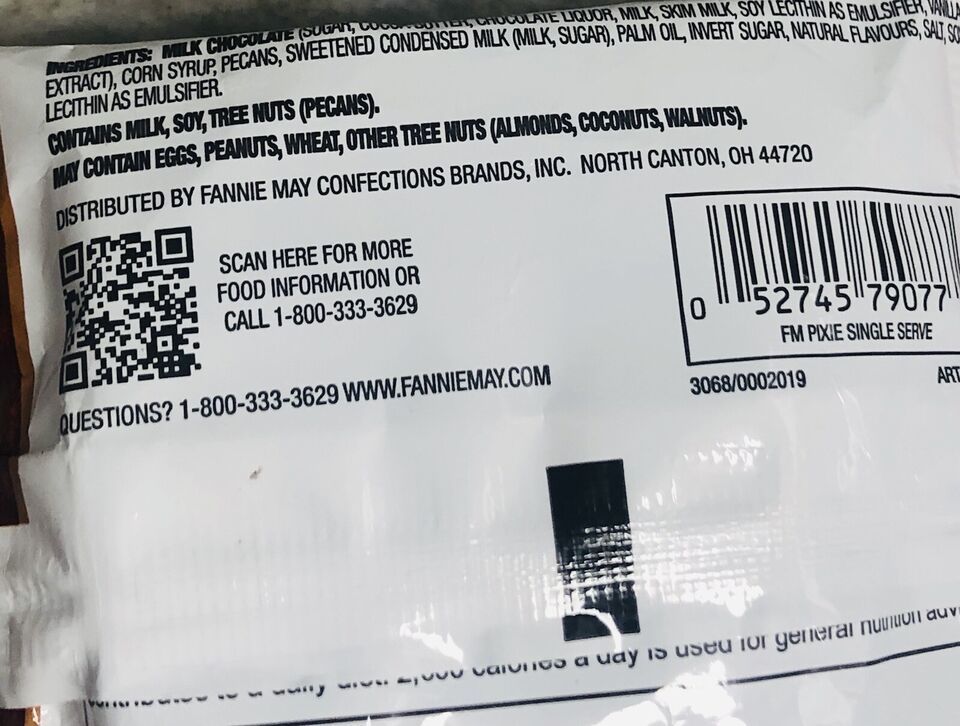 INGREDIENTS: MILK CHOCOLATE (SUGAR, COCOA BUTTER, CHOCOLATE LIQUOR, MILK, SKIM MILK, SOY LECITHIN AS EMULSIFIER, VANILLA
EXTRACT), CORN SYRUP, PECANS, SWEETENED CONDENSED MILK (MILK, SUGAR), PALM OIL, INVERT SUGAR, NATURAL FLAVOURS, SALT,
LECITHIN AS EMULSIFIER.
CONTAINS MILK, SOY, TREE NUTS (PECANS).
MAY CONTAIN EGGS, PEANUTS, WHEAT, OTHER TREE NUTS (ALMONDS, COCONUTS, WALNUTS).
DISTRIBUTED BY FANNIE MAY CONFECTIONS BRANDS, INC. NORTH CANTON, OH 44720
SCAN HERE FOR MORE
FOOD INFORMATION OR
CALL 1-800-333-3629
0 52745 79077
FM PIXIE SINGLE SERVE
3068/0002019
ART
QUESTIONS? 1-800-333-3629 WWW.FANNIEMAY.COM
to a daily diet. 2,000 calories a day is used for general nutrition